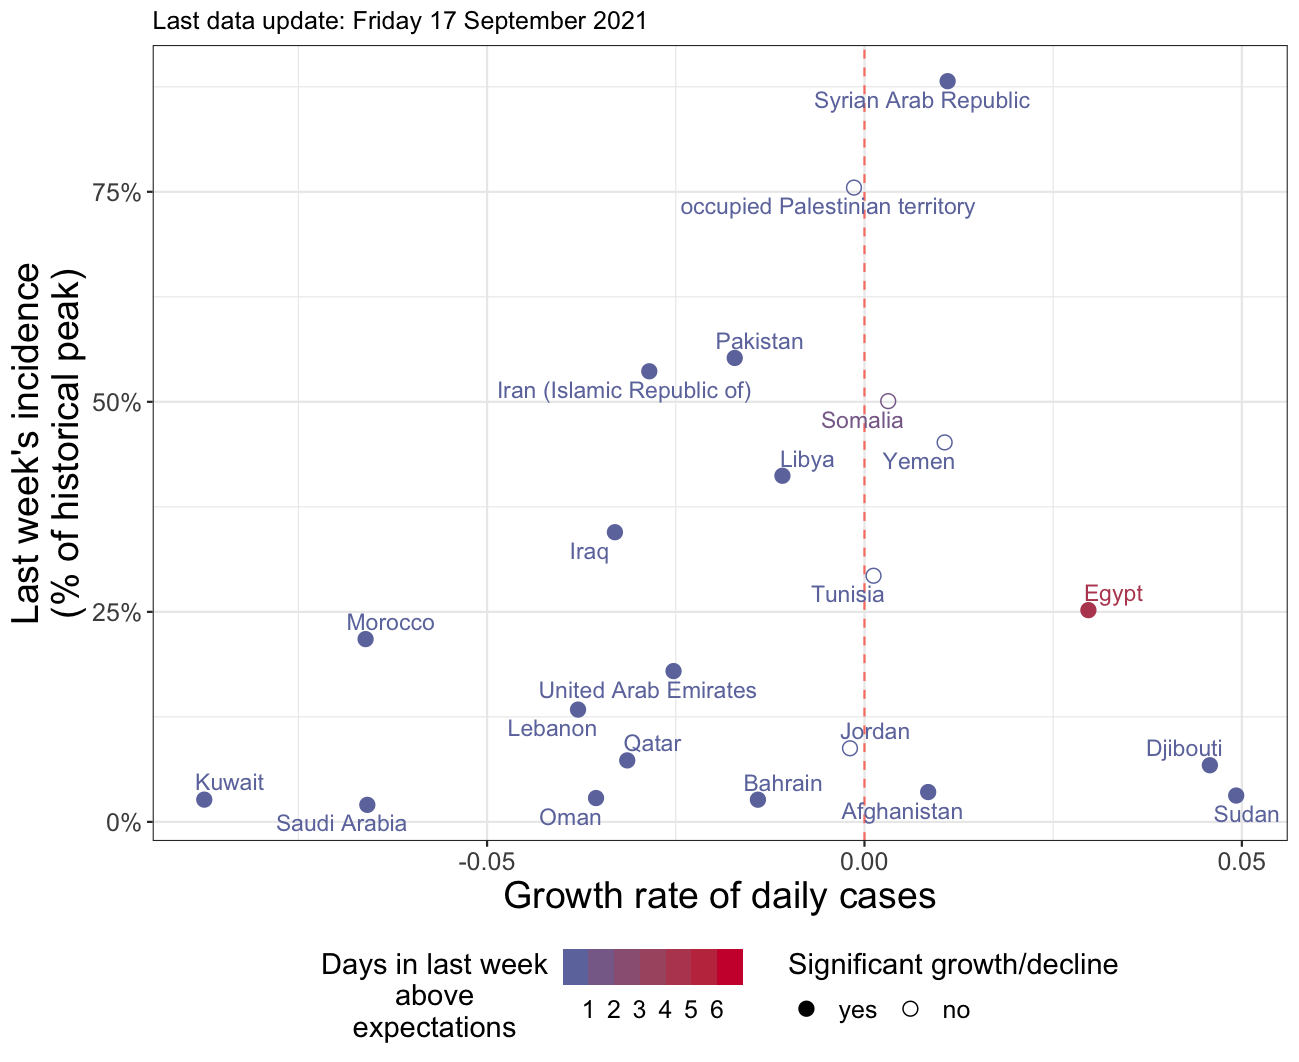 Last data update: Friday 17 September 2021
Syrian Arab Republic
75%
occupied Palestinian territory
Pakistan
Iran (Islamic Republic of)
50%
Somalia
Libya
Yemen
Last week's incidence
(% of historical peak)
Iraq
Tunisia
Egypt
25%
Morocco
United Arab Emirates
Lebanon
Qatar
Jordan
Djibouti
Kuwait
Bahrain
Saudi Arabia
Oman
Afghanistan
Sudan
0%
-0.05
0.00
0.05
Growth rate of daily cases
Days in last week
above
expectations
1 2 3 4 5 6
Significant growth/decline
yes
no